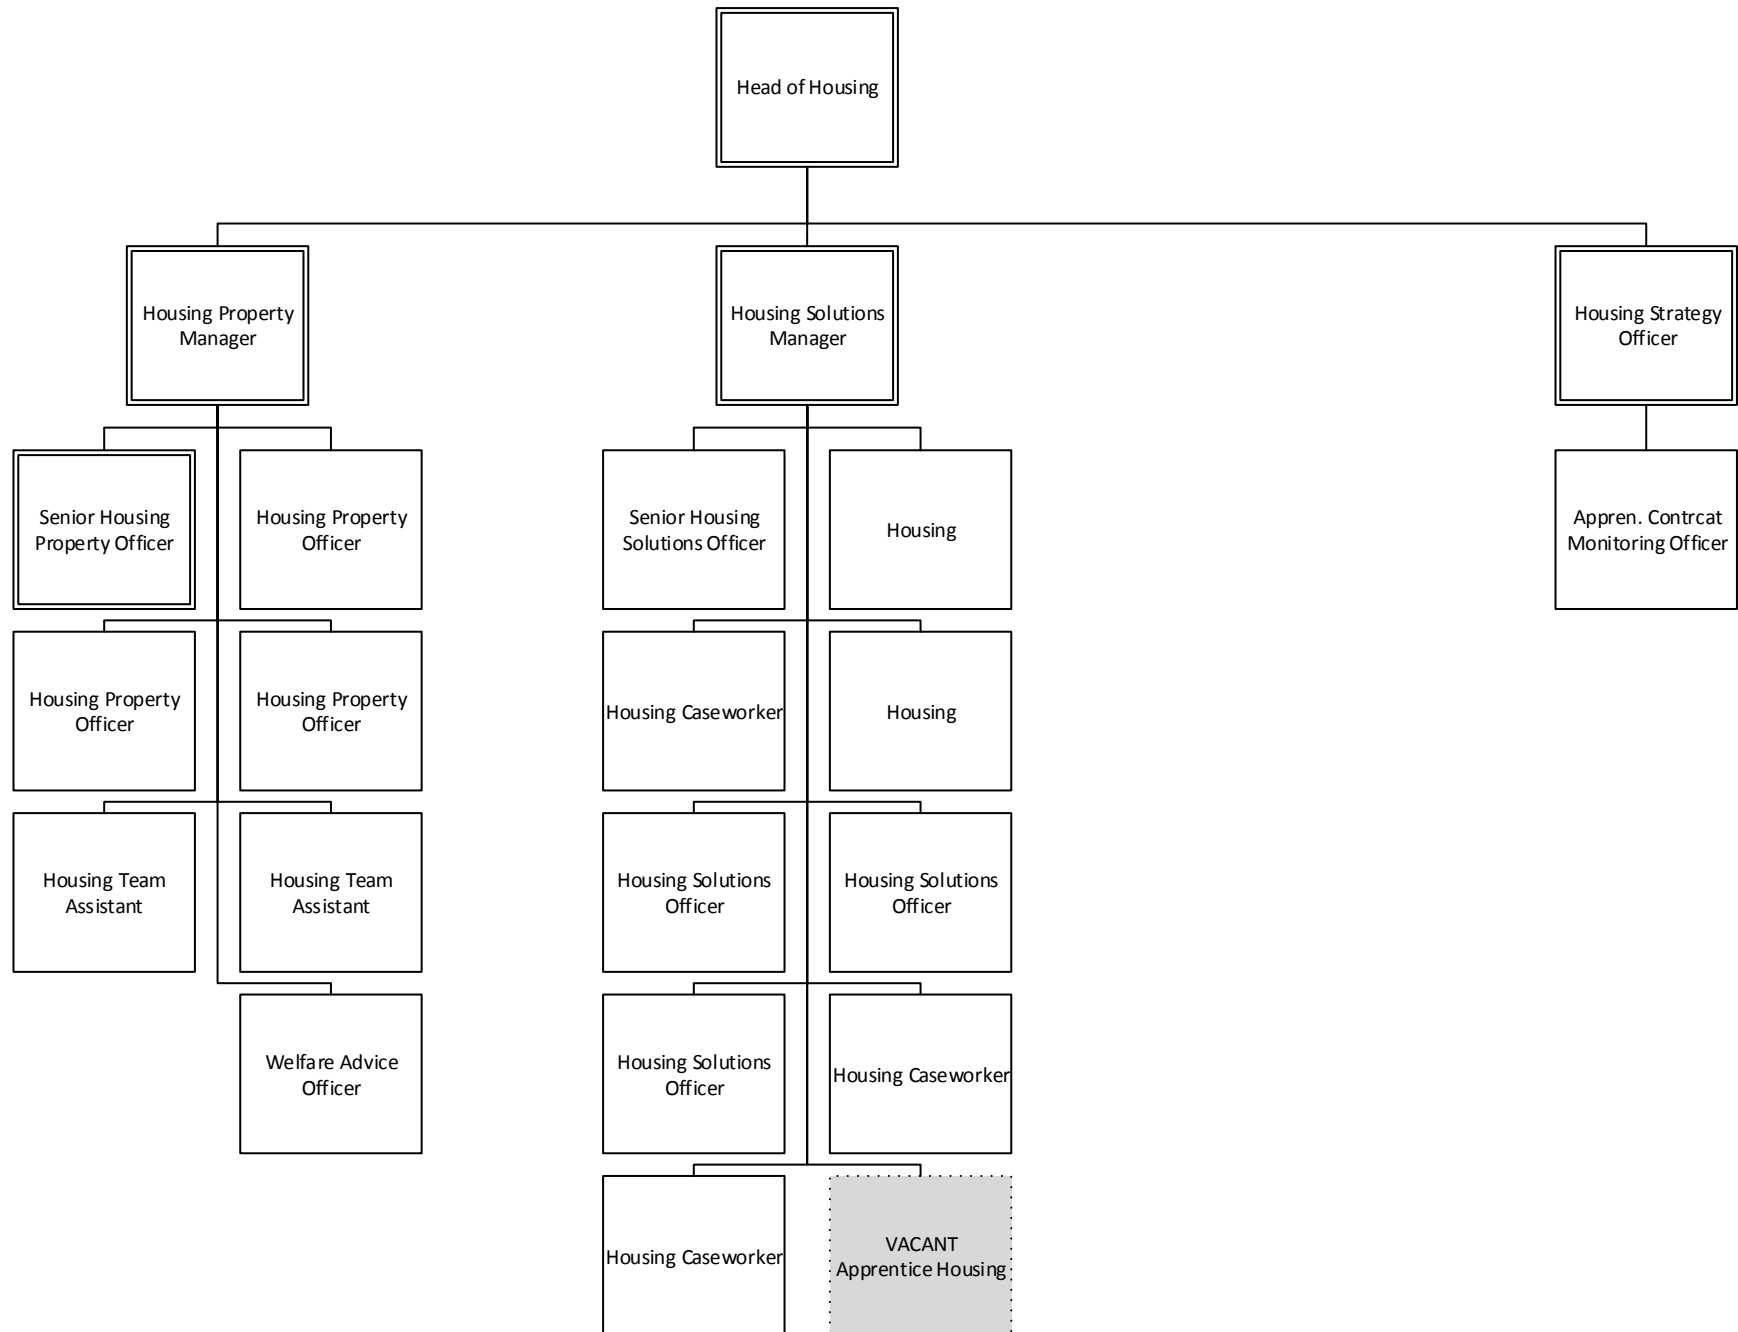 Head of Housing
Housing Property
Manager
Housing Solutions
Manager
Housing Strategy
Officer
Senior Housing
Property Officer
Housing Property
Officer
Senior Housing
Solutions Officer
Housing
Appren. Contrcat
Monitoring Officer
Housing Property
Officer
Housing Property
Officer
Housing Caseworker
Housing
Housing Team
Assistant
Housing Team
Assistant
Housing Solutions
Officer
Housing Solutions
Officer
Welfare Advice
Officer
Housing Solutions
Officer
Housing Caseworker
Housing Caseworker
VACANT
Apprentice Housing